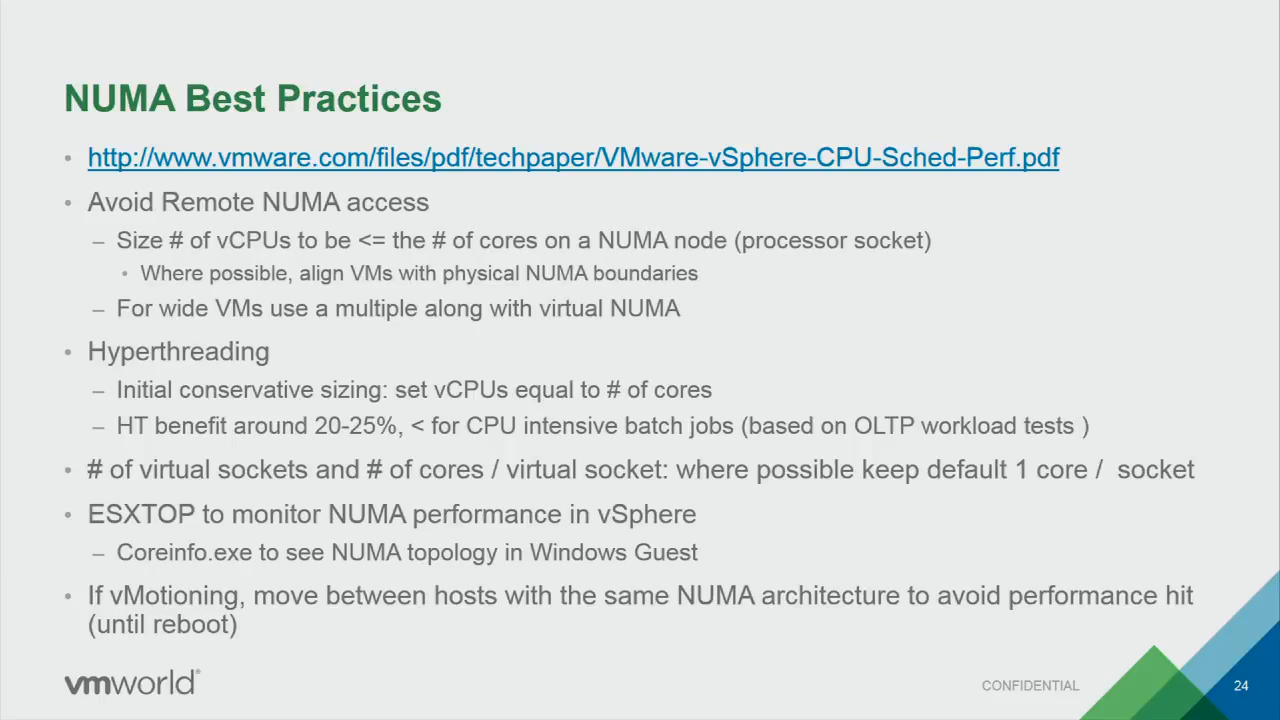 NUMA Best Practices
• http://www.vmware.com/files/pdf/techpaper/VMware-vSphere-CPU-Sched-Perf.pdf
• Avoid Remote NUMA access
– Size # of vCPUs to be <= the # of cores on a NUMA node (processor socket)
• Where possible, align VMs with physical NUMA boundaries
– For wide VMs use a multiple along with virtual NUMA
• Hyperthreading
– Initial conservative sizing: set vCPUs equal to # of cores
– HT benefit around 20-25%, < for CPU intensive batch jobs (based on OLTP workload tests )
• # of virtual sockets and # of cores / virtual socket: where possible keep default 1 core / socket
• ESXTOP to monitor NUMA performance in vSphere
– Coreinfo.exe to see NUMA topology in Windows Guest
• If vMotioning, move between hosts with the same NUMA architecture to avoid performance hit
(until reboot)
vmworld®
CONFIDENTIAL
24